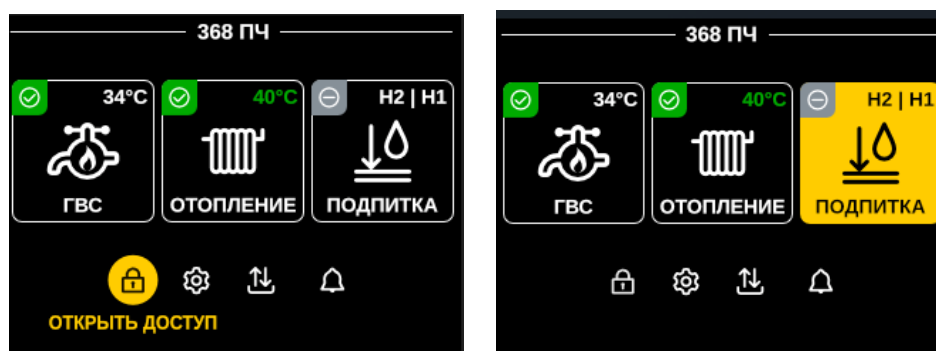 368 ПЧ
34°C
40°C
H2 | H1
ГВС
ОТОПЛЕНИЕ
ПОДПИТКА
ОТКРЫТЬ ДОСТУП
368 ПЧ
34°C
40°C
H2 | H1
ГВС
ОТОПЛЕНИЕ
ПОДПИТКА